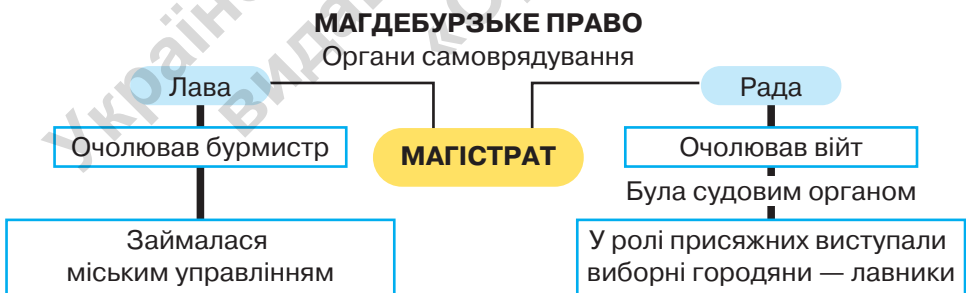 МАГДЕБУРЗЬКЕ ПРАВО
Органи самоврядування
Лава
Рада
МАГІСТРАТ
Очолював бурмистр
Очолював війт
Була судовим органом
Займалася
міським управлінням
У ролі присяжних виступали
виборні городяни — лавники